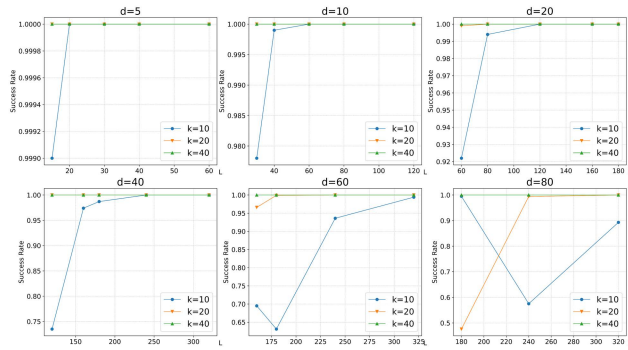 d=5
Success Rate
1.0000
0.9998
0.9996
0.9994
0.9992
0.9990
20
30
40
50
60
L
k=10
k=20
k=40
d=10
Success Rate
1.000
0.995
0.990
0.985
0.980
40
60
80
100
120
L
k=10
k=20
k=40
d=20
Success Rate
1.00
0.99
0.98
0.97
0.96
0.95
0.94
0.93
0.92
60
80
100
120
140
160
180
L
k=10
k=20
k=40
d=40
Success Rate
1.00
0.95
0.90
0.85
0.80
0.75
150
200
250
300
L
k=10
k=20
k=40
d=60
Success Rate
1.00
0.95
0.90
0.85
0.80
0.75
0.70
0.65
175
200
225
250
275
300
325
L
k=10
k=20
k=40
d=80
Success Rate
1.0
0.9
0.8
0.7
0.6
0.5
180
200
220
240
260
280
300
320
L
k=10
k=20
k=40